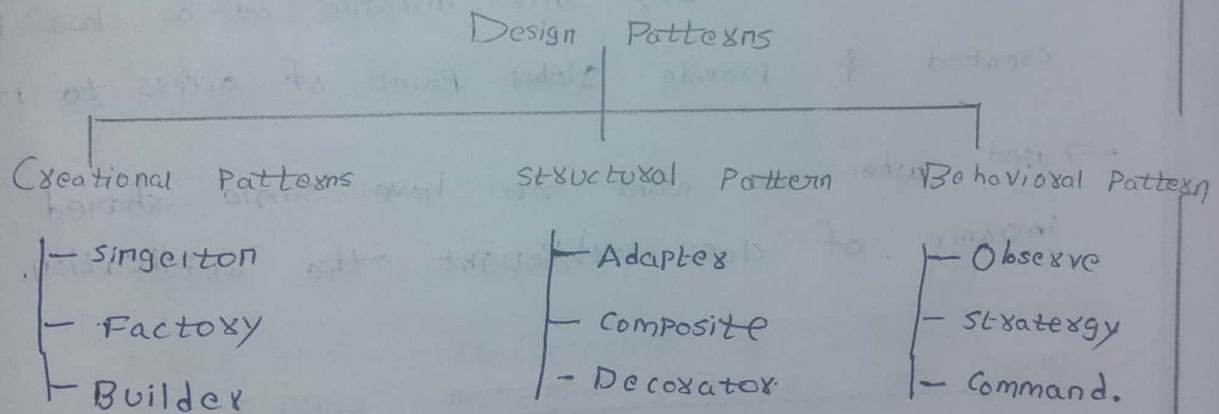 Design Patterns
Creational Patterns Structural Pattern Behavioral Pattern
Singelton Adapter Observe
Factory Composite Stratergy
Builder Decorator. Command.